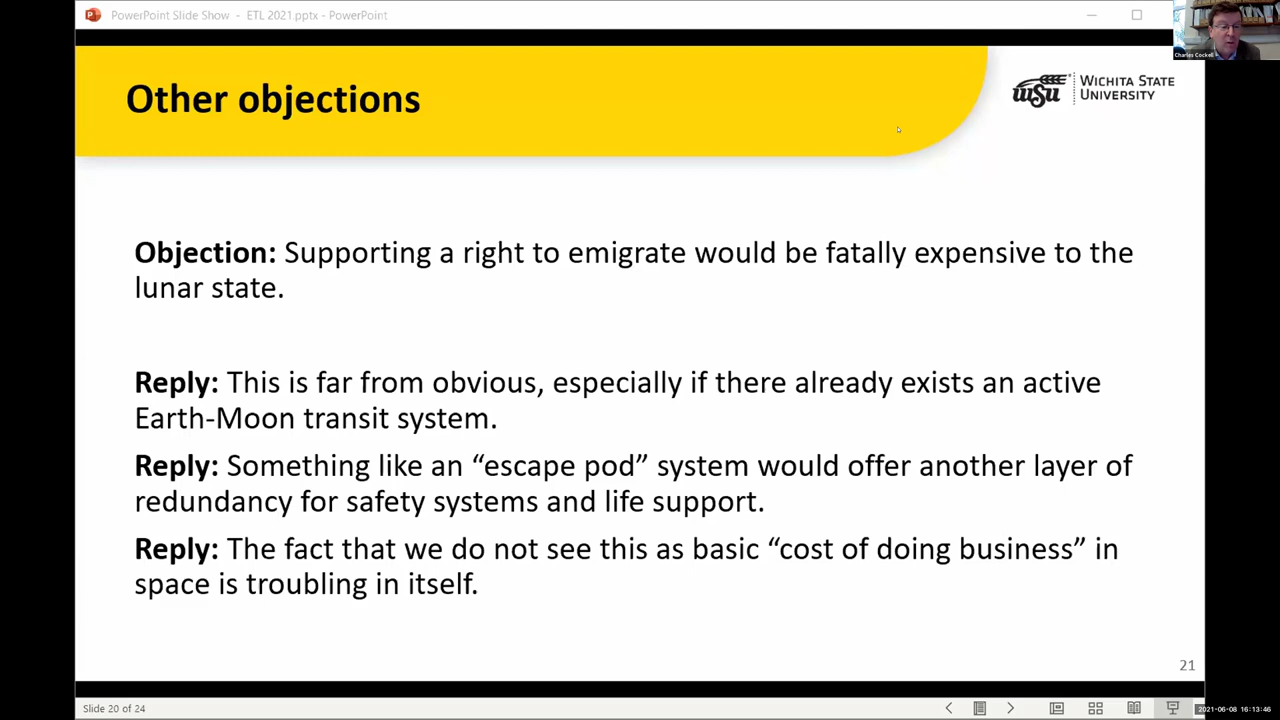 PowerPoint Slide Show - ETL 2021.pptx - PowerPoint
Charles Cockell
Other objections
wsu
WICHITA STATE
UNIVERSITY
Objection: Supporting a right to emigrate would be fatally expensive to the
lunar state.
Reply: This is far from obvious, especially if there already exists an active
Earth-Moon transit system.
Reply: Something like an “escape pod” system would offer another layer of
redundancy for safety systems and life support.
Reply: The fact that we do not see this as basic “cost of doing business” in
space is troubling in itself.
21
Slide 20 of 24
2021-06-08 16:13:46